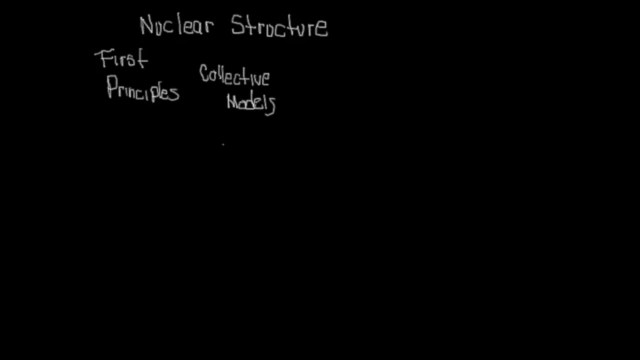 Nuclear Structure
First
Principles
Collective
Models